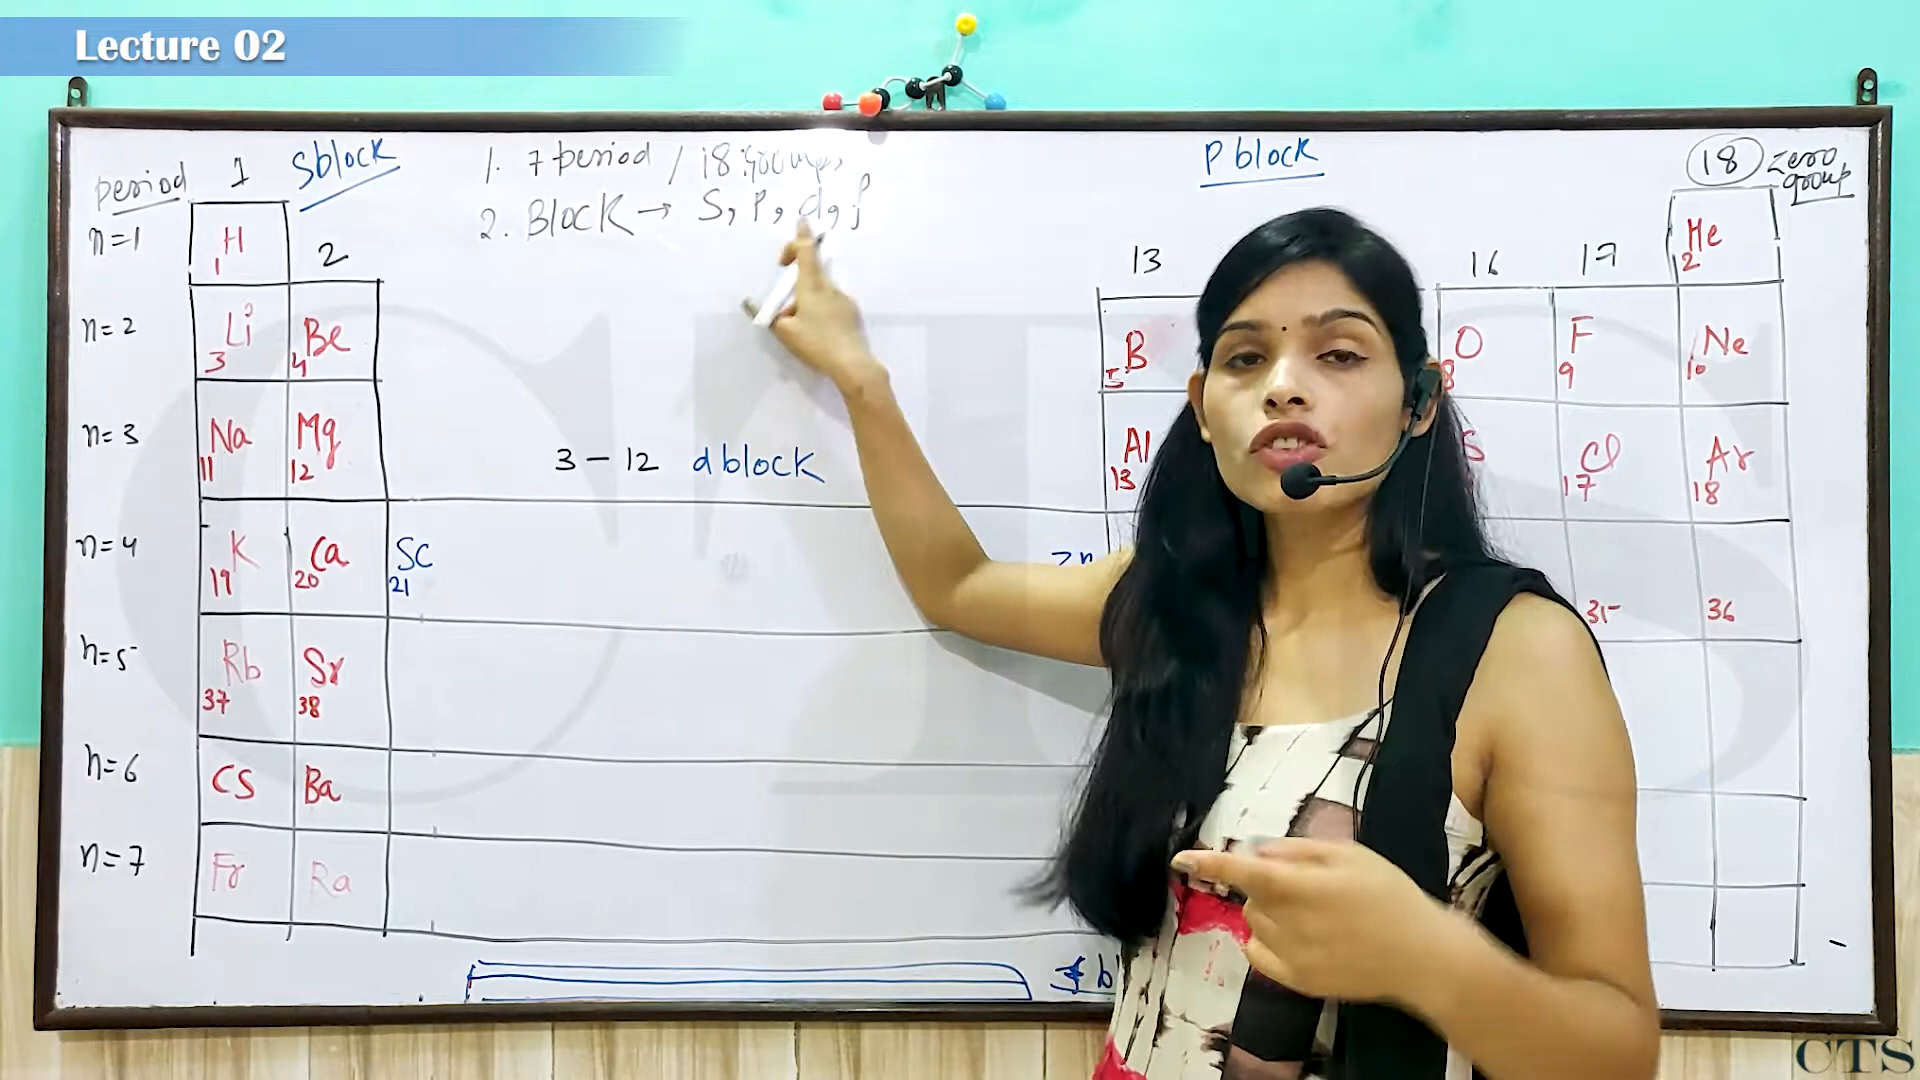 Lecture 02
period 1 S block
1. 7 period / 18 groups
2. Block → S, P, d, f
P block
18 zero group
n=1 H 1 2 13 16 17 He 2
n=2 Li 3 Be 4 B 5 O 8 F 9 Ne 10
n=3 Na 11 Mg 12 3 – 12 d block Al 13 S Cl 17 Ar 18
n=4 K 19 Ca 20 Sc 21 Zn 35 36
n=5 Rb 37 Sr 38
n=6 Cs Ba
n=7 Fr Ra
f bl
CTS
CTS